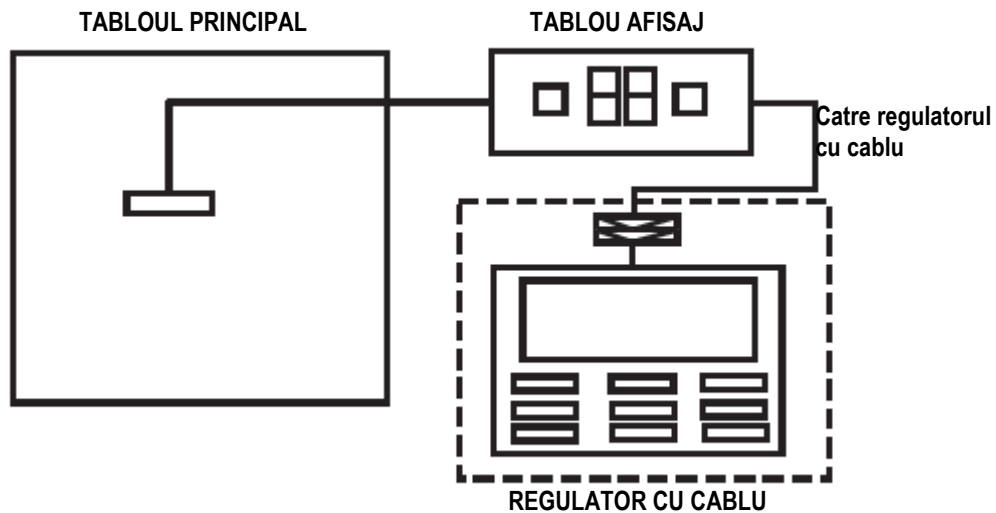 TABLOUL PRINCIPAL
TABLOU AFISAJ
Catre regulatorul
cu cablu
REGULATOR CU CABLU